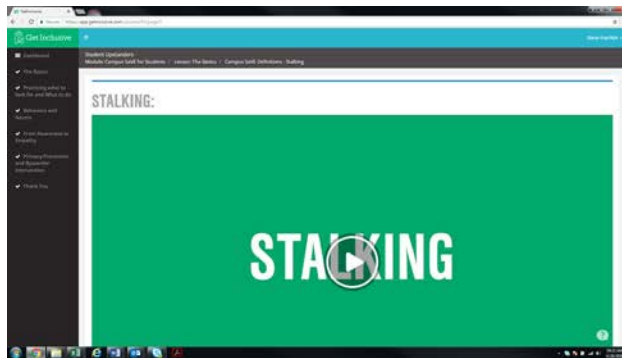 Get Inclusive
Dashboard
Student Upstanders
Module: Campus SaVE for Students / Lesson: The Basics / Campus SaVE Definitions - Stalking
The Basics
Practicing what to
look for and What to do
Behaviors and
From Awareness to
Empathy
Primary Prevention
and Bystander
Intervention
Thank You
STALKING:
STALKING